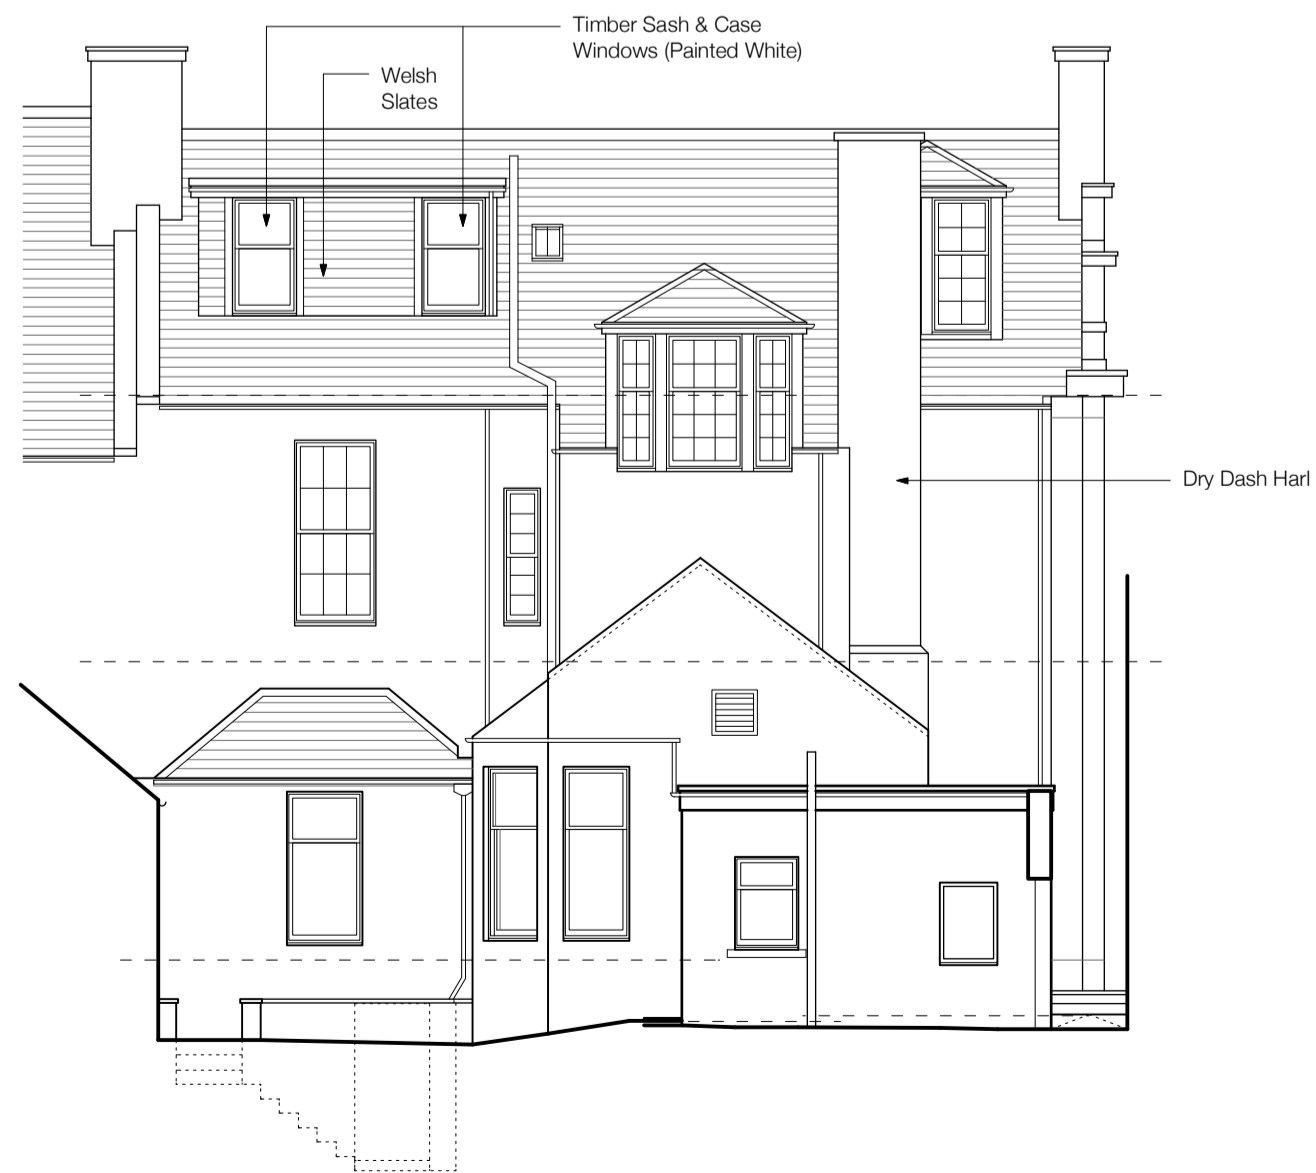 Timber Sash & Case
Windows (Painted White)
Welsh
Slates
Dry Dash Harl